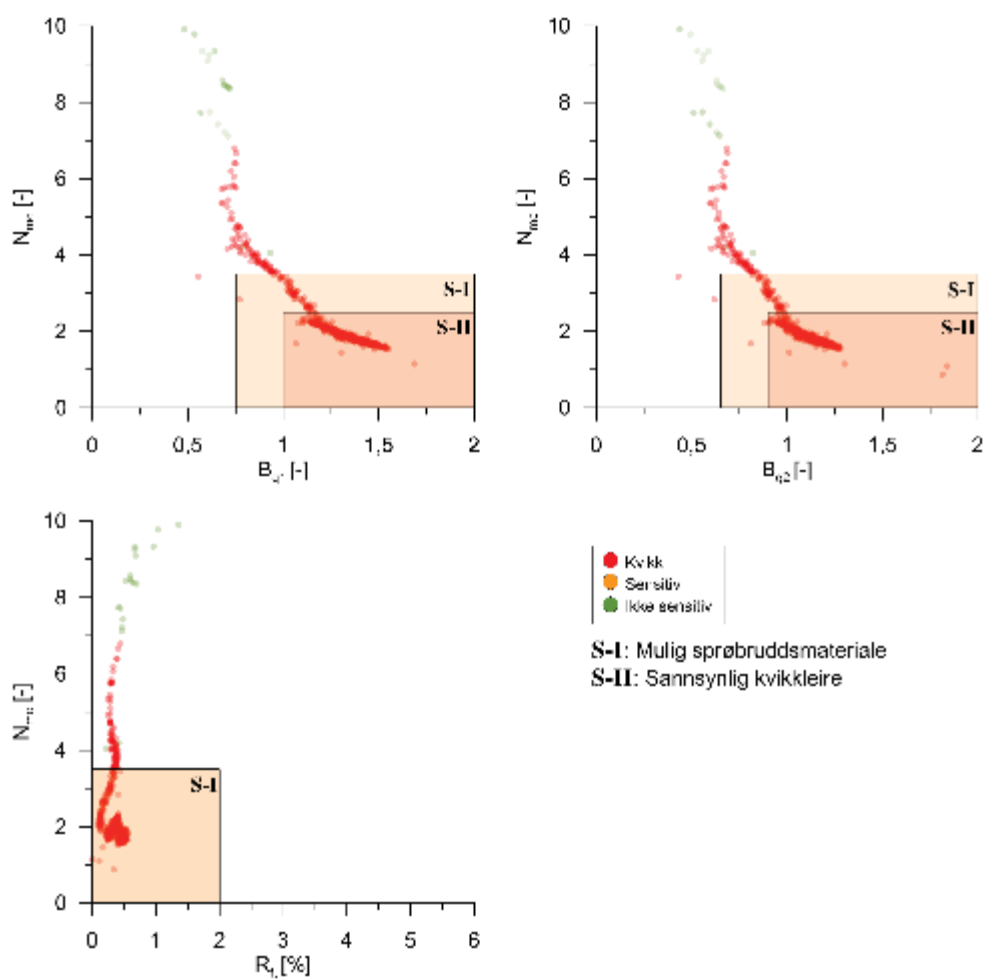 10
8
6
4
2
0
N [-]
S-I
S-II
0 0,5 1 1,5 2
B [-]
10
8
6
4
2
0
N [-]
S-I
S-II
0 0,5 1 1,5 2
B q2 [-]
10
8
6
4
2
0
N [-]
S-I
0 1 2 3 4 5 6
R [%]
Kvikk
Sensitiv
Ikke sensitiv
S-I: Mulig sprøbruddsmateriale
S-II: Sannsynlig kvikkleire